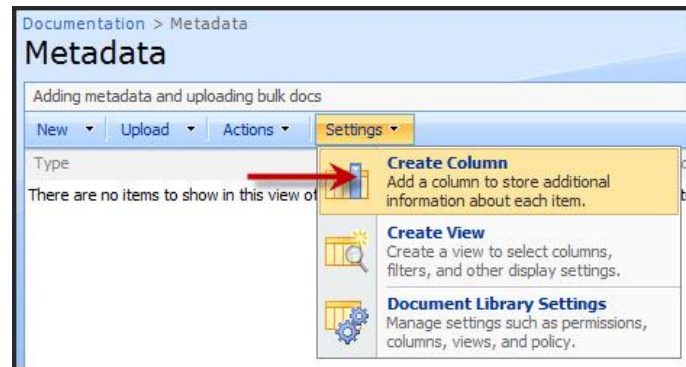 Documentation > Metadata
Metadata
Adding metadata and uploading bulk docs
New Upload Actions Settings
Type
There are no items to show in this view of
Create Column
Add a column to store additional
information about each item.
Create View
Create a view to select columns,
filters, and other display settings.
Document Library Settings
Manage settings such as permissions,
columns, views, and policy.